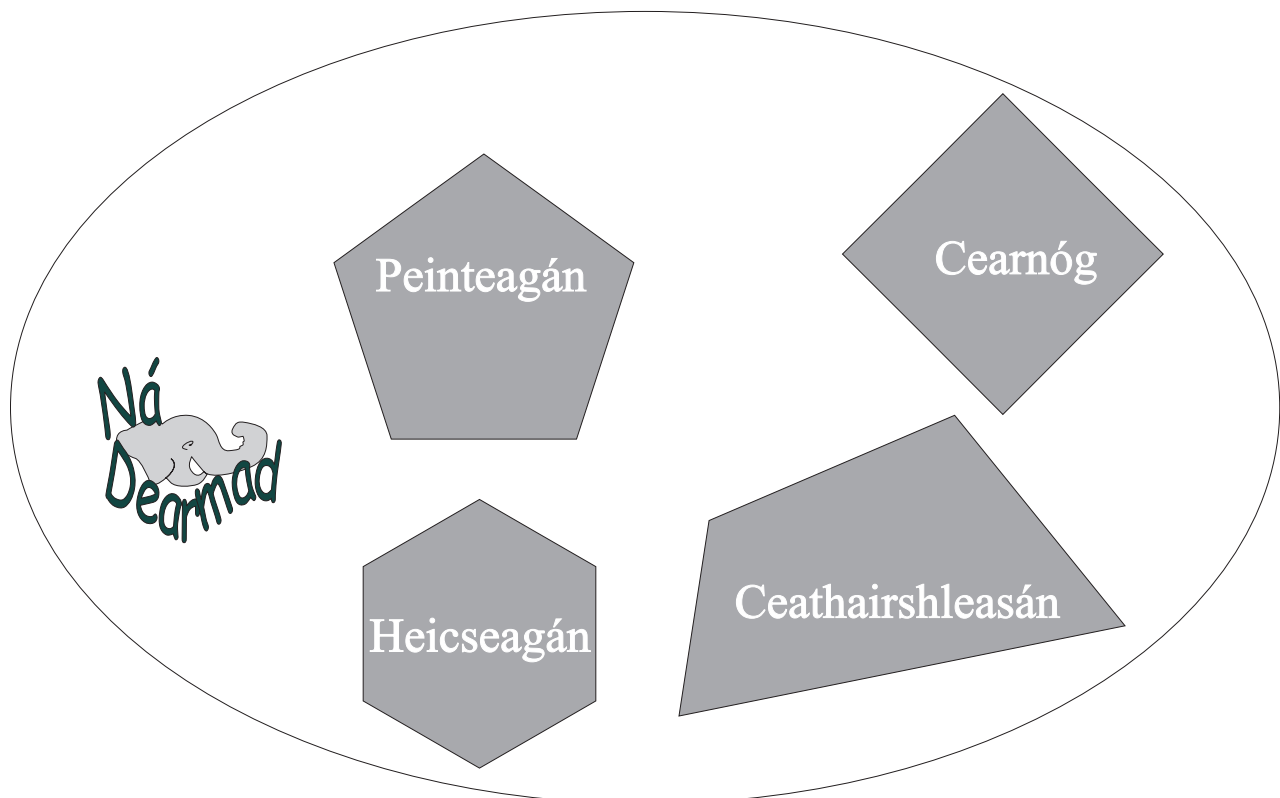 Peinteagán
Cearnóg
Ná
Dearmad
Heicseagán
Ceathairshleasán